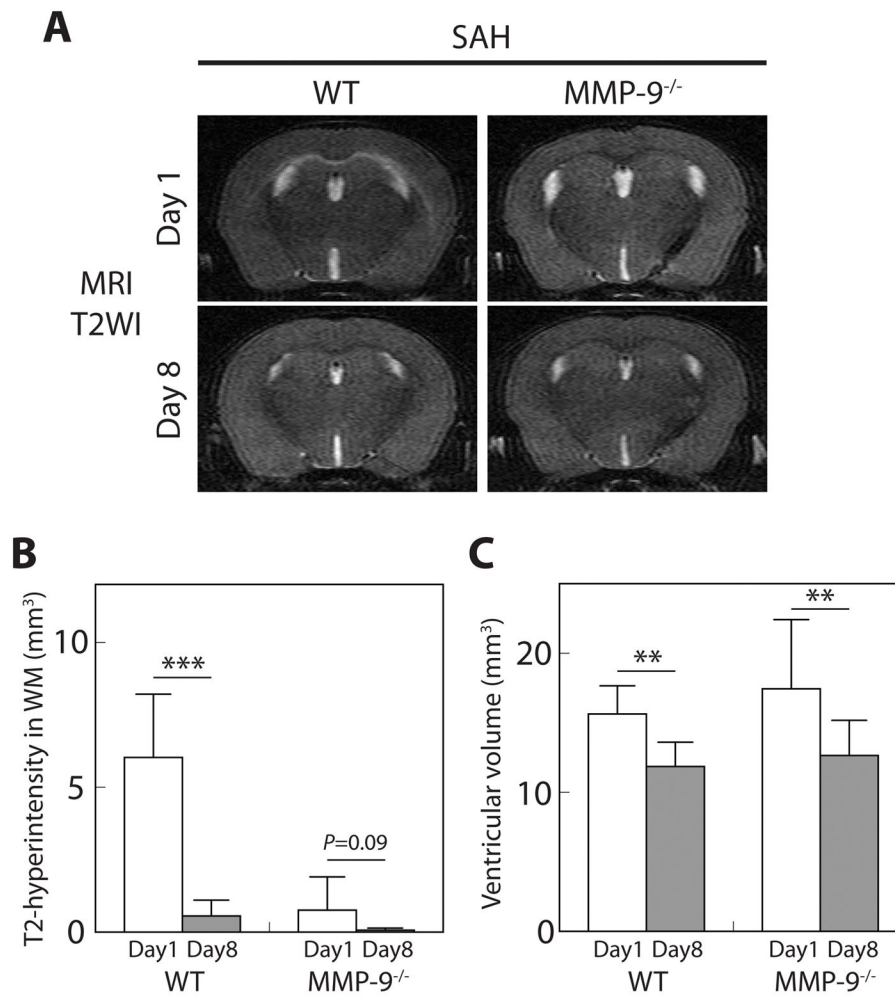 A
SAH
WT MMP-9-/-
Day 1
MRI
T2WI
Day 8
B
T2-hyperintensity in WM (mm³)
10
5
0
***
P=0.09
Day1 Day8 Day1 Day8
WT MMP-9-/-
C
Ventricular volume (mm³)
20
10
0
**
**
Day1 Day8 Day1 Day8
WT MMP-9-/-